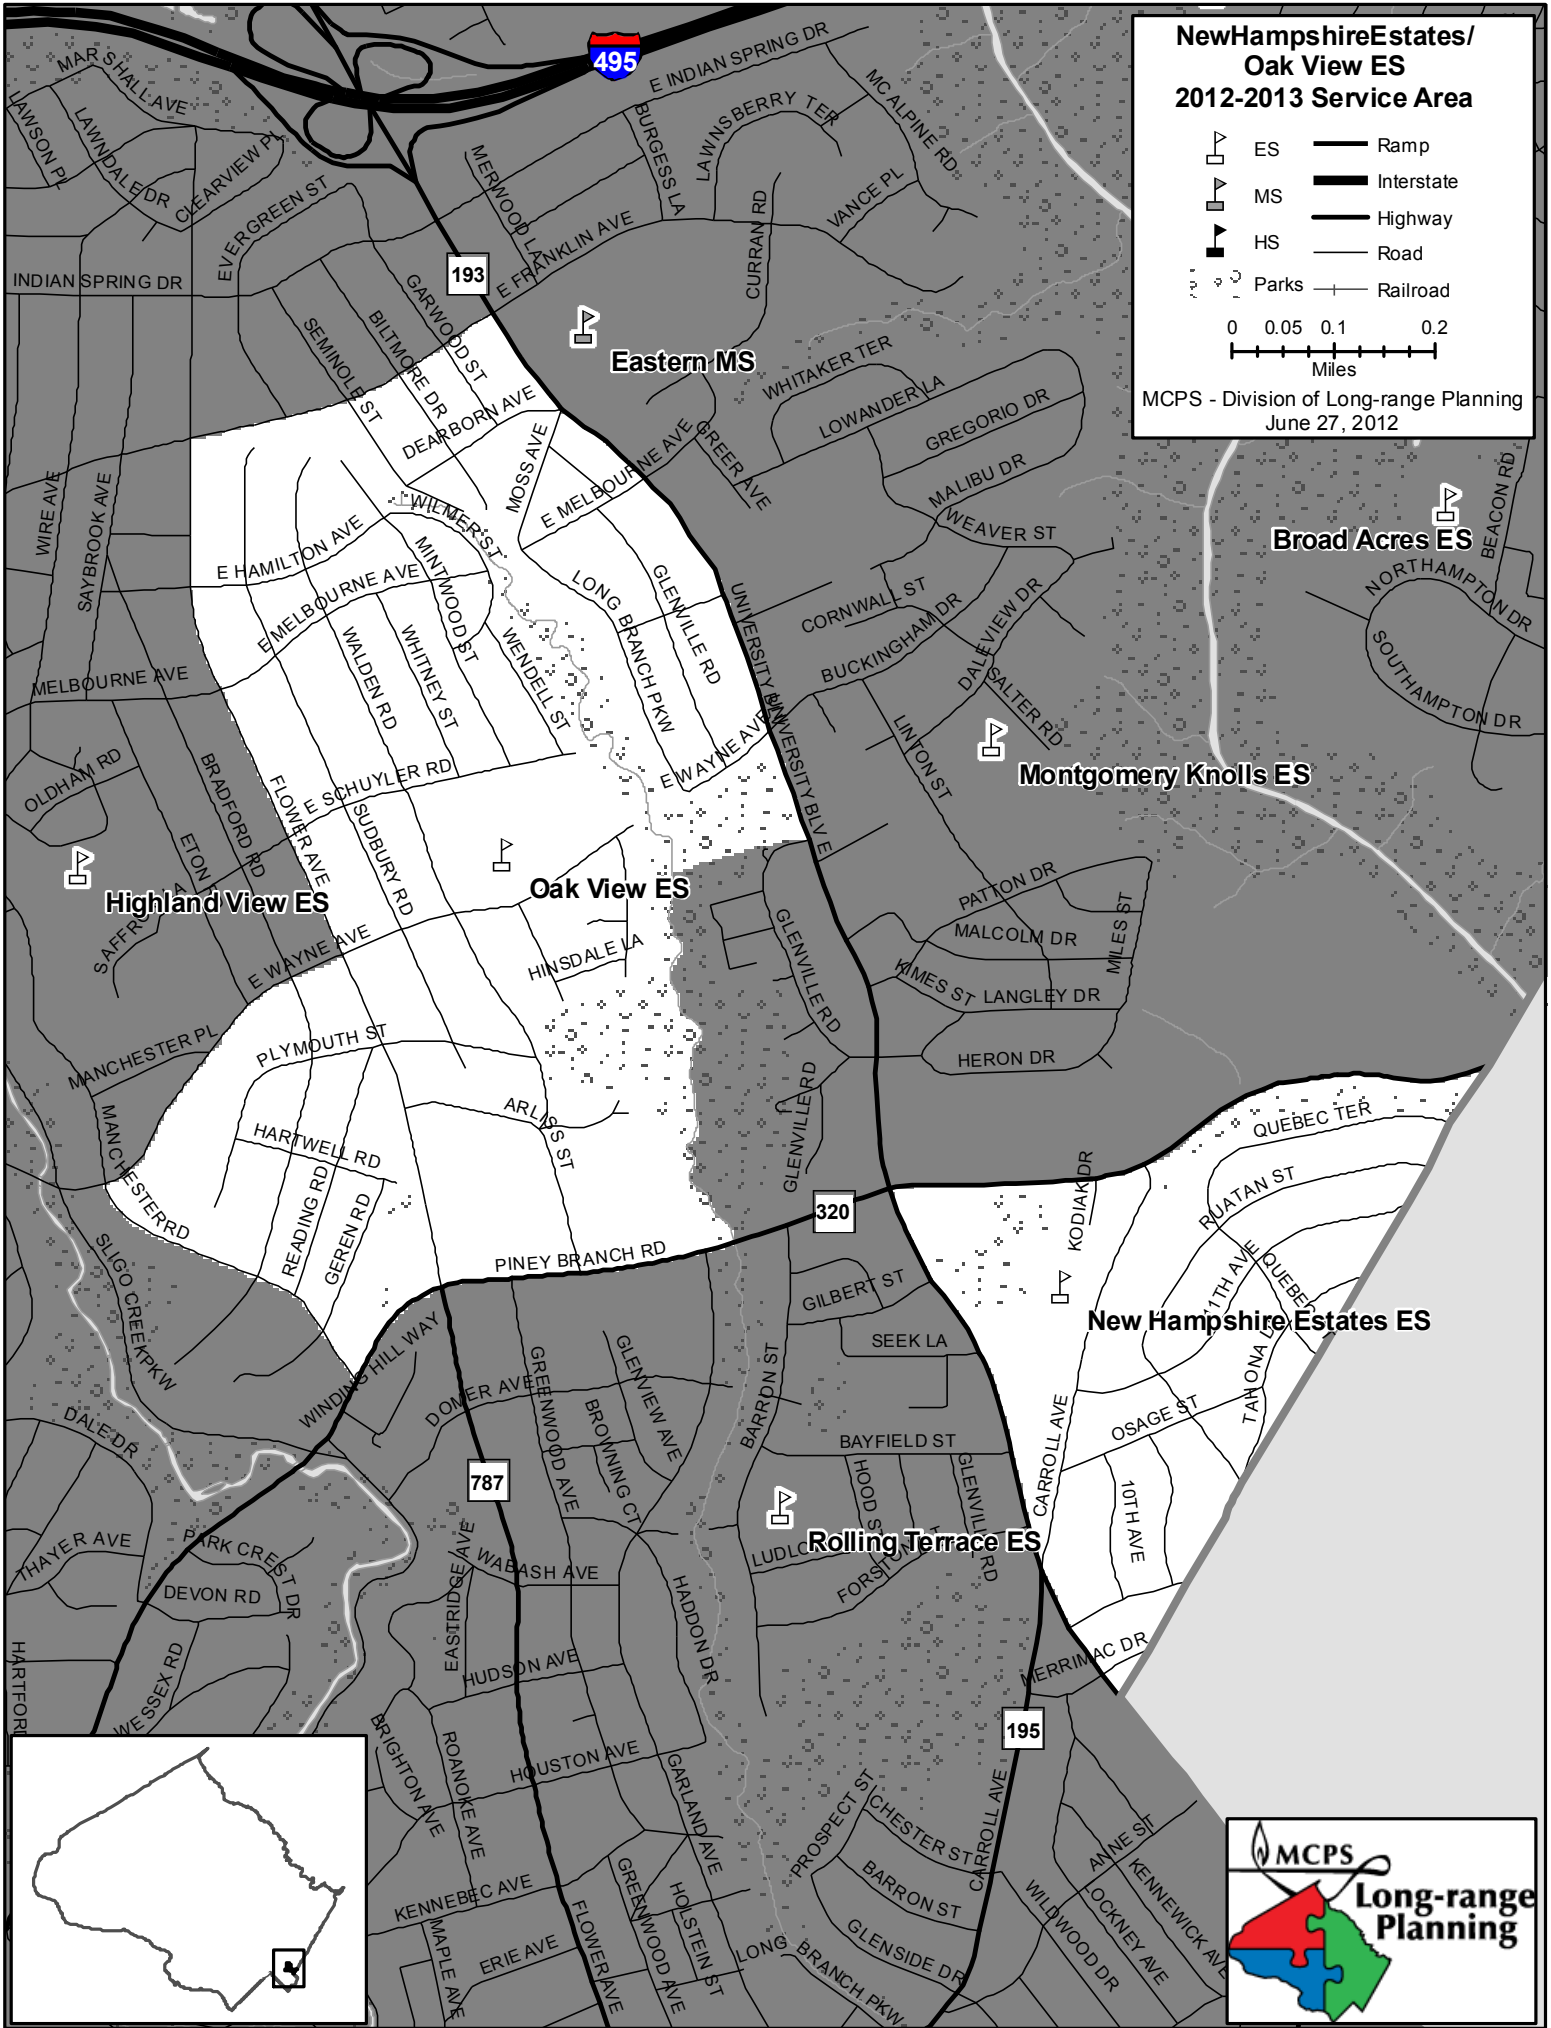 NewHampshireEstates/
Oak View ES
2012-2013 Service Area
ES
Ramp
MS
Interstate
HS
Highway
Road
Parks
Railroad
0 0.05 0.1 0.2
Miles
MCPS - Division of Long-range Planning
June 27, 2012
495
E INDIAN SPRING DR
MARSHALL AVE
LAWSON PL
LAWNDALE DR
CLEARVIEW PL
EVERGREEN ST
MERWOOD LA
BURGESS LA
LAWNSBERRY TER
MCALPINE RD
VANCE PL
CURRAN RD
E FRANKLIN AVE
INDIAN SPRING DR
193
GARWOOD ST
BILTMORE DR
SEMINOLE ST
Eastern MS
DEARBORN AVE
MOSS AVE
WHITAKER TER
LOWANDER LA
GREGORIO DR
GREER AVE
E MELBOURNE AVE
MALIBU DR
WEAVER ST
Broad Acres ES
BEACON RD
NORTHAMPTON DR
SOUTHAMPTON DR
WIRE AVE
SAYBROOK AVE
WILMER ST
E HAMILTON AVE
E MELBOURNE AVE
MINTWOOD ST
LONG BRANCH PKW
GLENVILLE RD
UNIVERSITY BLV E
CORNWALL ST
BUCKINGHAM DR
DALEVIEW DR
SALTER RD
MELBOURNE AVE
WALDEN RD
WHITNEY ST
WENDELL ST
E WAYNE AVE
UNIVERSITY BLV E
LINTON ST
Montgomery Knolls ES
OLDHAM RD
BRADFORD RD
FLOWER AVE
E SCHUYLER RD
SUDBURY RD
ETON
Highland View ES
Oak View ES
E WAYNE AVE
HINSDALE LA
GLENVILLE RD
PATTON DR
MALCOLM DR
MILES ST
KIMES ST
LANGLEY DR
HERON DR
MANCHESTER PL
PLYMOUTH ST
ARLISS ST
HARTWELL RD
READING RD
GEREN RD
MANCHESTER RD
GLENVILLE RD
320
PINEY BRANCH RD
KODIAK DR
QUEBEC TER
RUATAN ST
11TH AVE
E QUEBEC
New Hampshire Estates ES
TAHONA
OSAGE ST
CARROLL AVE
10TH AVE
SLIGO CREEK PKW
WINDING HILL WAY
GILBERT ST
SEEK LA
BARRON ST
BAYFIELD ST
HOOD ST
GLENVILLE RD
DOMER AVE
GREENWOOD AVE
GLENVIEW AVE
BROWNING CT
787
Rolling Terrace ES
DALE DR
THAYER AVE
PARK CREST DR
DEVON RD
WESSEX RD
HARTFORD
EASTRIDGE AVE
WABASH AVE
HADDON DR
HUDSON AVE
MERRIMAC DR
195
BRIGHTON AVE
ROANOKE AVE
HOUSTON AVE
GARLAND AVE
PROSPECT ST
CHESTER ST
CARROLL AVE
BARRON ST
GLENSIDE DR
ANNE ST
KENNEWICK AVE
LOCKNEY AVE
WILDWOOD DR
KENNEBEC AVE
MAPLE AVE
ERIE AVE
FLOWER AVE
GREENWOOD AVE
HOLSTEIN ST
LONG BRANCH PKW
MCPS
Long-range
Planning